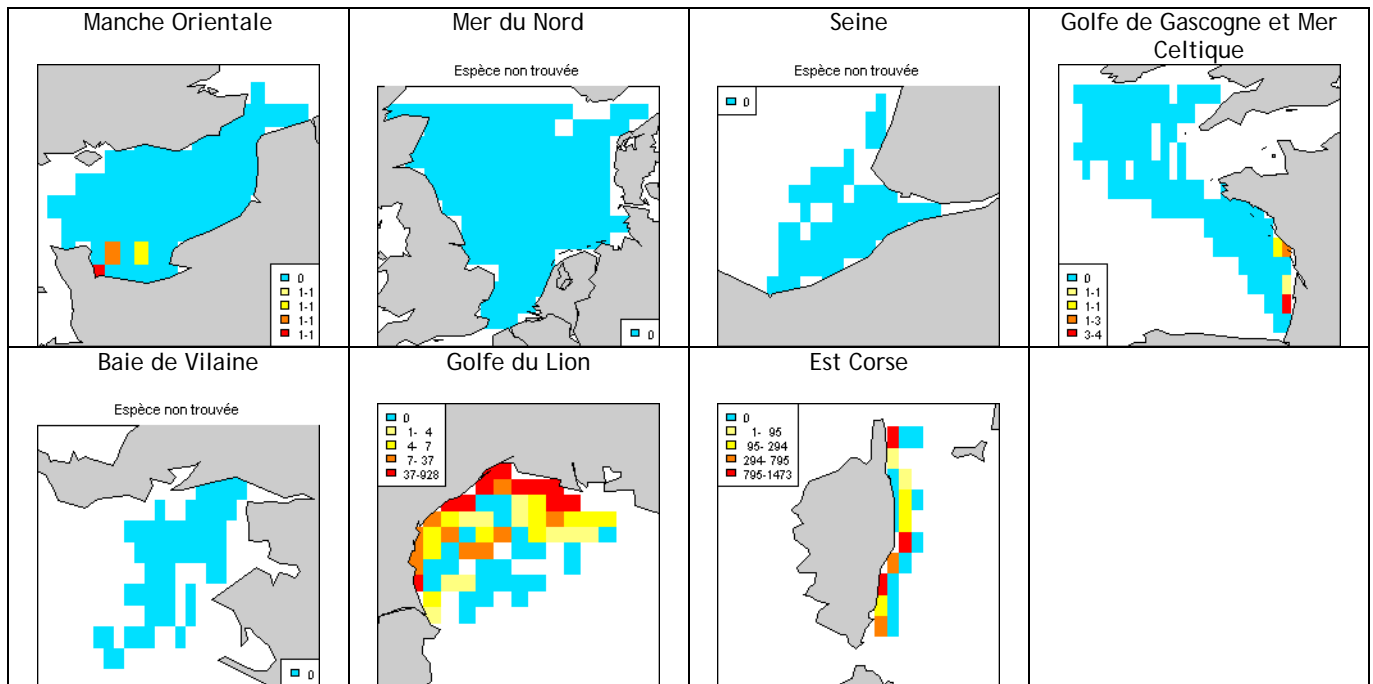 Manche Orientale
0
1-1
1-1
1-1
1-1
Mer du Nord
Espèce non trouvée
0
Seine
Espèce non trouvée
0
Golfe de Gascogne et Mer
Celtique
0
1-1
1-1
1-3
3-4
Baie de Vilaine
Espèce non trouvée
0
Golfe du Lion
0
1- 4
4- 7
7- 37
37-928
Est Corse
0
1- 95
95- 294
294- 795
795-1473